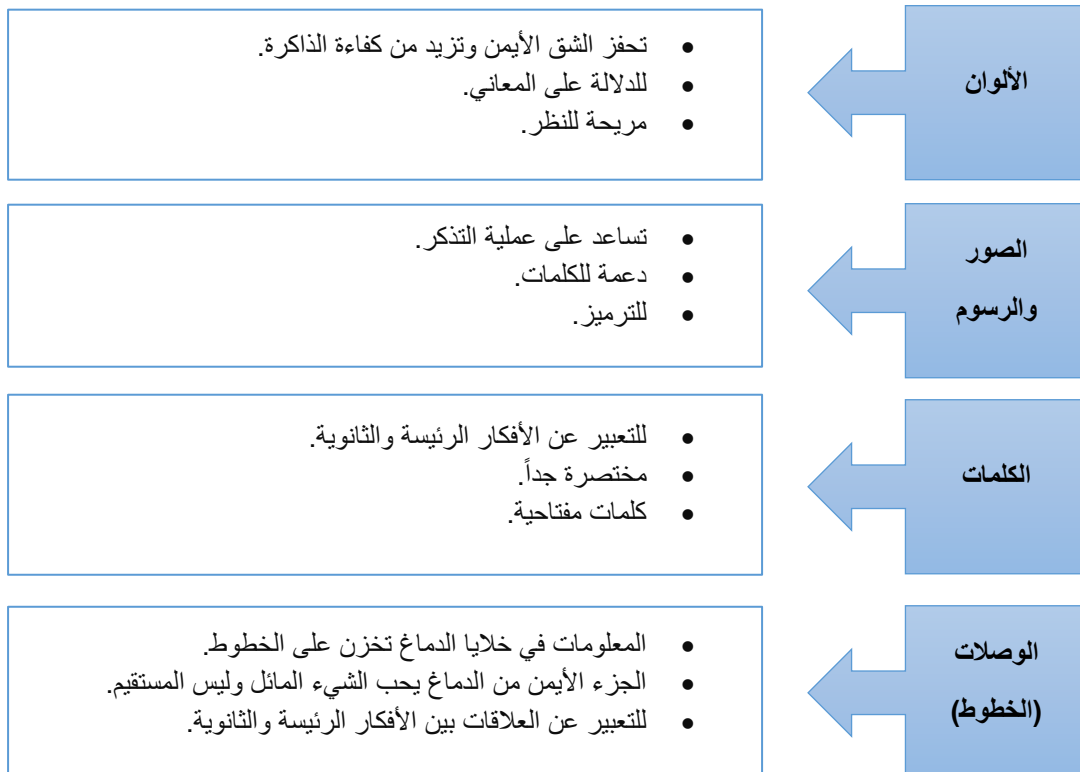 الألوان
• تحفز الشق الأيمن وتزيد من كفاءة الذاكرة.
• للدلالة على المعاني.
• مريحة للنظر.
الصور
والرسوم
• تساعد على عملية التذكر.
• دعمة للكلمات.
• للترميز.
الكلمات
• للتعبير عن الأفكار الرئيسة والثانوية.
• مختصرة جداً.
• كلمات مفتاحية.
الوصلات
(الخطوط)
• المعلومات في خلايا الدماغ تخزن على الخطوط.
• الجزء الأيمن من الدماغ يحب الشيء المائل وليس المستقيم.
• للتعبير عن العلاقات بين الأفكار الرئيسة والثانوية.